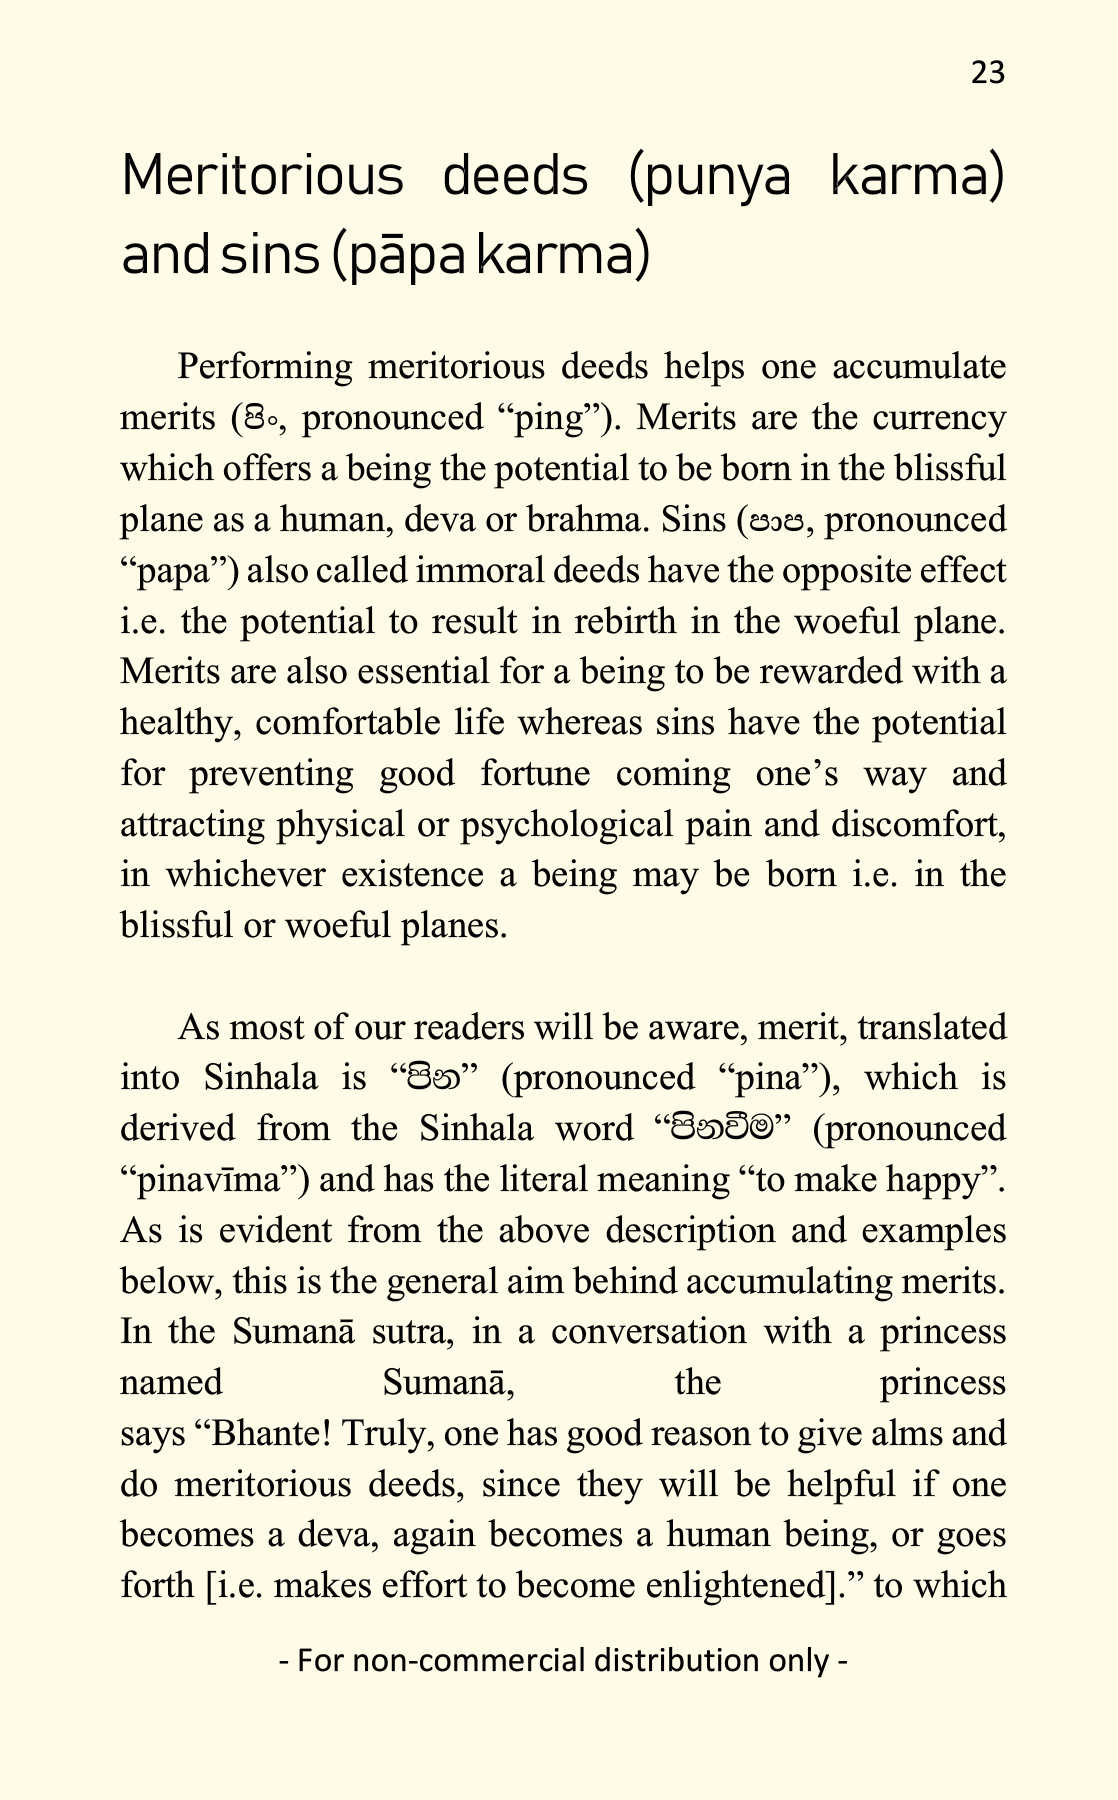 23
Meritorious deeds (punya karma)
and sins (pāpa karma)
Performing meritorious deeds helps one accumulate
merits (පිං, pronounced “ping”). Merits are the currency
which offers a being the potential to be born in the blissful
plane as a human, deva or brahma. Sins (පාප, pronounced
“papa”) also called immoral deeds have the opposite effect
i.e. the potential to result in rebirth in the woeful plane.
Merits are also essential for a being to be rewarded with a
healthy, comfortable life whereas sins have the potential
for preventing good fortune coming one’s way and
attracting physical or psychological pain and discomfort,
in whichever existence a being may be born i.e. in the
blissful or woeful planes.
As most of our readers will be aware, merit, translated
into Sinhala is “පින” (pronounced “pina”), which is
derived from the Sinhala word “පිනවීම” (pronounced
“pinavīma”) and has the literal meaning “to make happy”.
As is evident from the above description and examples
below, this is the general aim behind accumulating merits.
In the Sumanā sutra, in a conversation with a princess
named Sumanā, the princess
says “Bhante! Truly, one has good reason to give alms and
do meritorious deeds, since they will be helpful if one
becomes a deva, again becomes a human being, or goes
forth [i.e. makes effort to become enlightened].” to which
- For non-commercial distribution only -